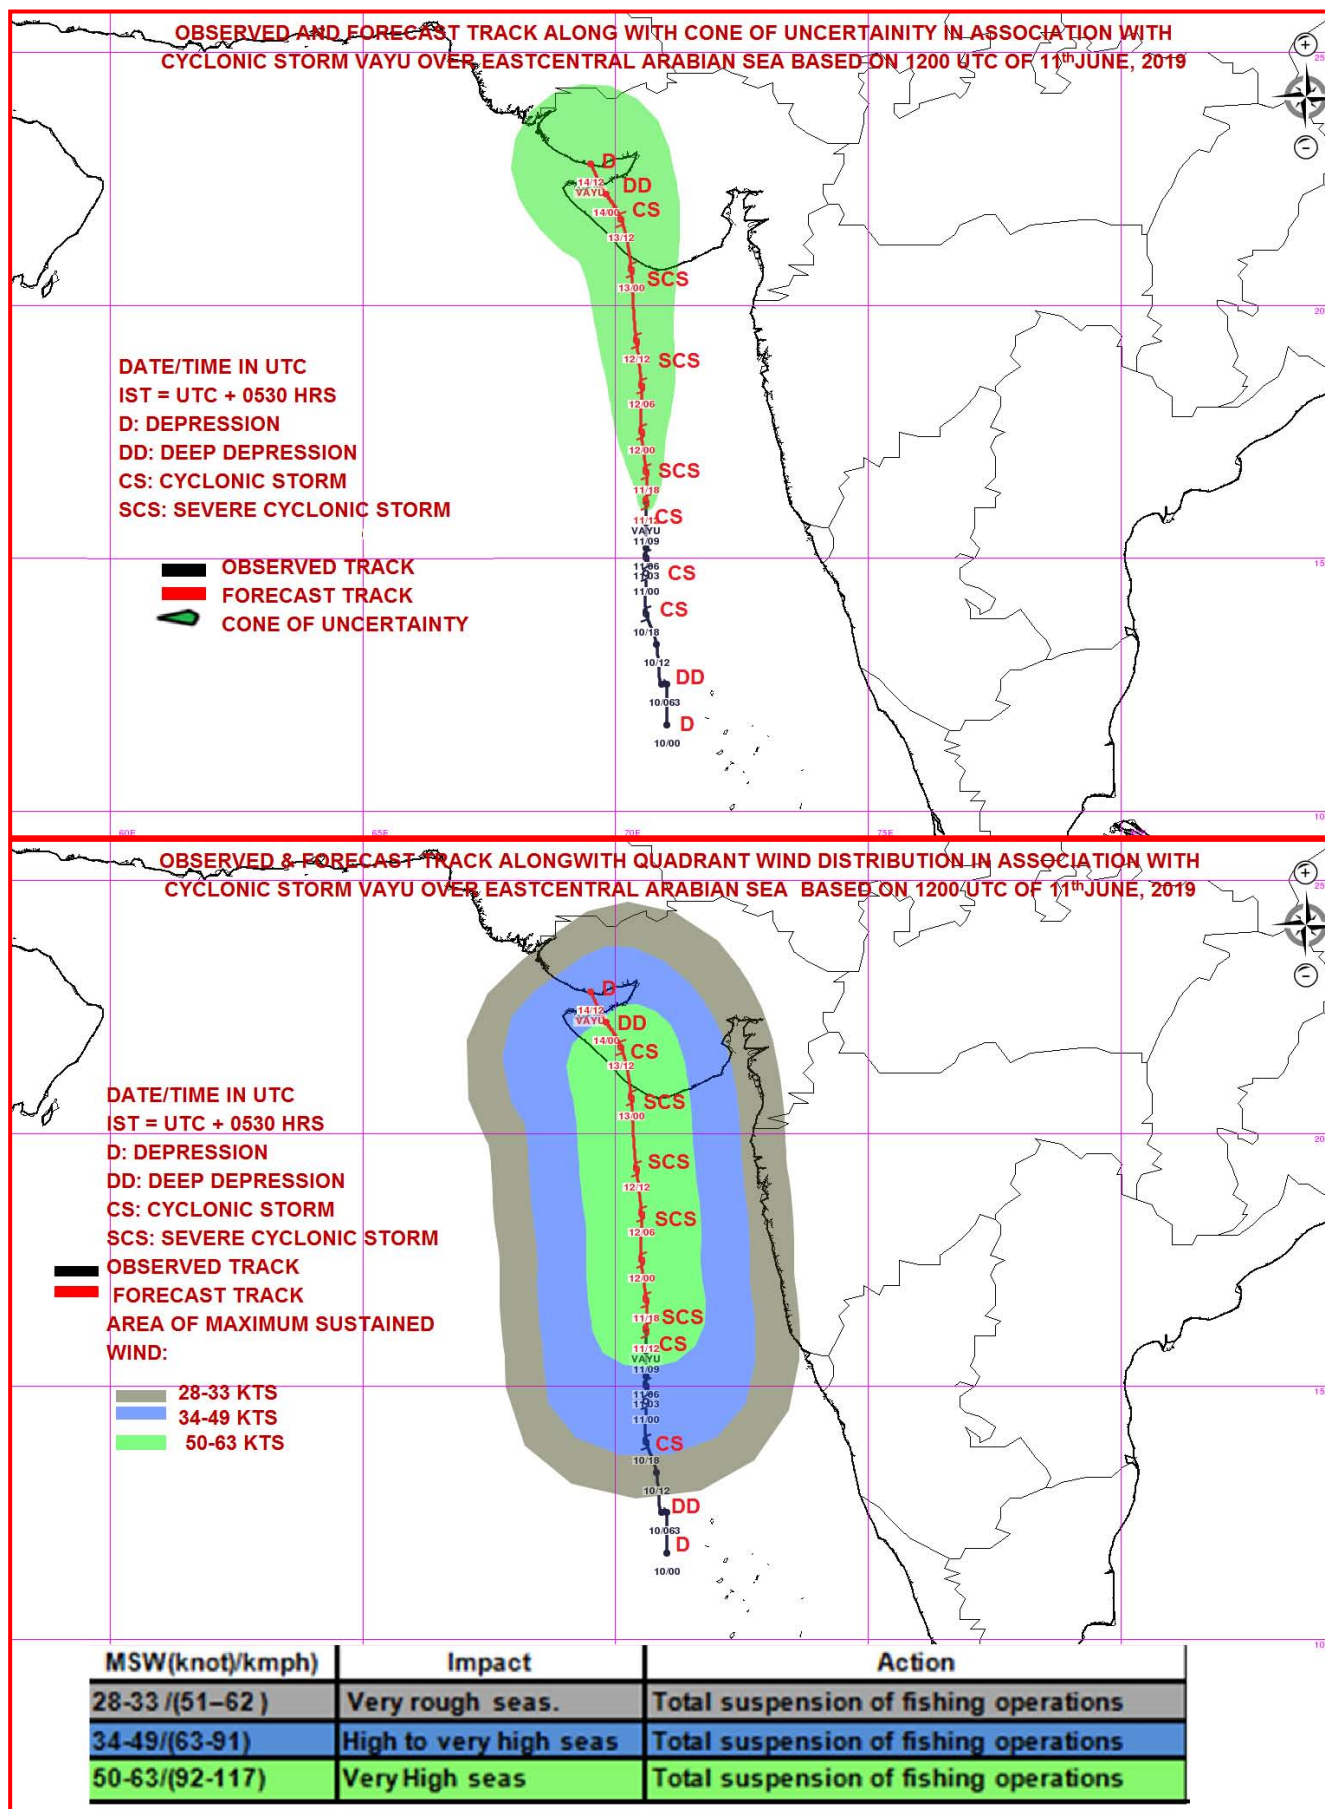 OBSERVED AND FORECAST TRACK ALONG WITH CONE OF UNCERTAINITY IN ASSOCIATION WITH
CYCLONIC STORM VAYU OVER EASTCENTRAL ARABIAN SEA BASED ON 1200 UTC OF 11th JUNE, 2019
+
25
-
D
14/12
VAYU
DD
14/00
CS
13/12
SCS
13/00
20
DATE/TIME IN UTC
IST = UTC + 0530 HRS
D: DEPRESSION
DD: DEEP DEPRESSION
CS: CYCLONIC STORM
SCS: SEVERE CYCLONIC STORM
12/12
SCS
12/06
12/00
SCS
11/18
CS
11/12
VAYU
11/09
15
11/06
11/03
CS
11/00
CS
10/18
10/12
DD
10/063
D
10/00
OBSERVED TRACK
FORECAST TRACK
CONE OF UNCERTAINTY
10
60E 65E 70E 75E
OBSERVED & FORECAST TRACK ALONGWITH QUADRANT WIND DISTRIBUTION IN ASSOCIATION WITH
CYCLONIC STORM VAYU OVER EASTCENTRAL ARABIAN SEA BASED ON 1200 UTC OF 11th JUNE, 2019
+
25
-
D
14/12
VAYU
DD
14/00
CS
13/12
SCS
13/00
20
DATE/TIME IN UTC
IST = UTC + 0530 HRS
D: DEPRESSION
DD: DEEP DEPRESSION
CS: CYCLONIC STORM
SCS: SEVERE CYCLONIC STORM
OBSERVED TRACK
FORECAST TRACK
AREA OF MAXIMUM SUSTAINED
WIND:
28-33 KTS
34-49 KTS
50-63 KTS
SCS
12/12
SCS
12/06
12/00
SCS
11/18
CS
11/12
VAYU
11/09
15
11/06
11/03
11/00
CS
10/18
10/12
DD
10/063
D
10/00
10
MSW(knot)/kmph) Impact Action
28-33 /(51–62 ) Very rough seas. Total suspension of fishing operations
34-49/(63-91) High to very high seas Total suspension of fishing operations
50-63/(92-117) Very High seas Total suspension of fishing operations